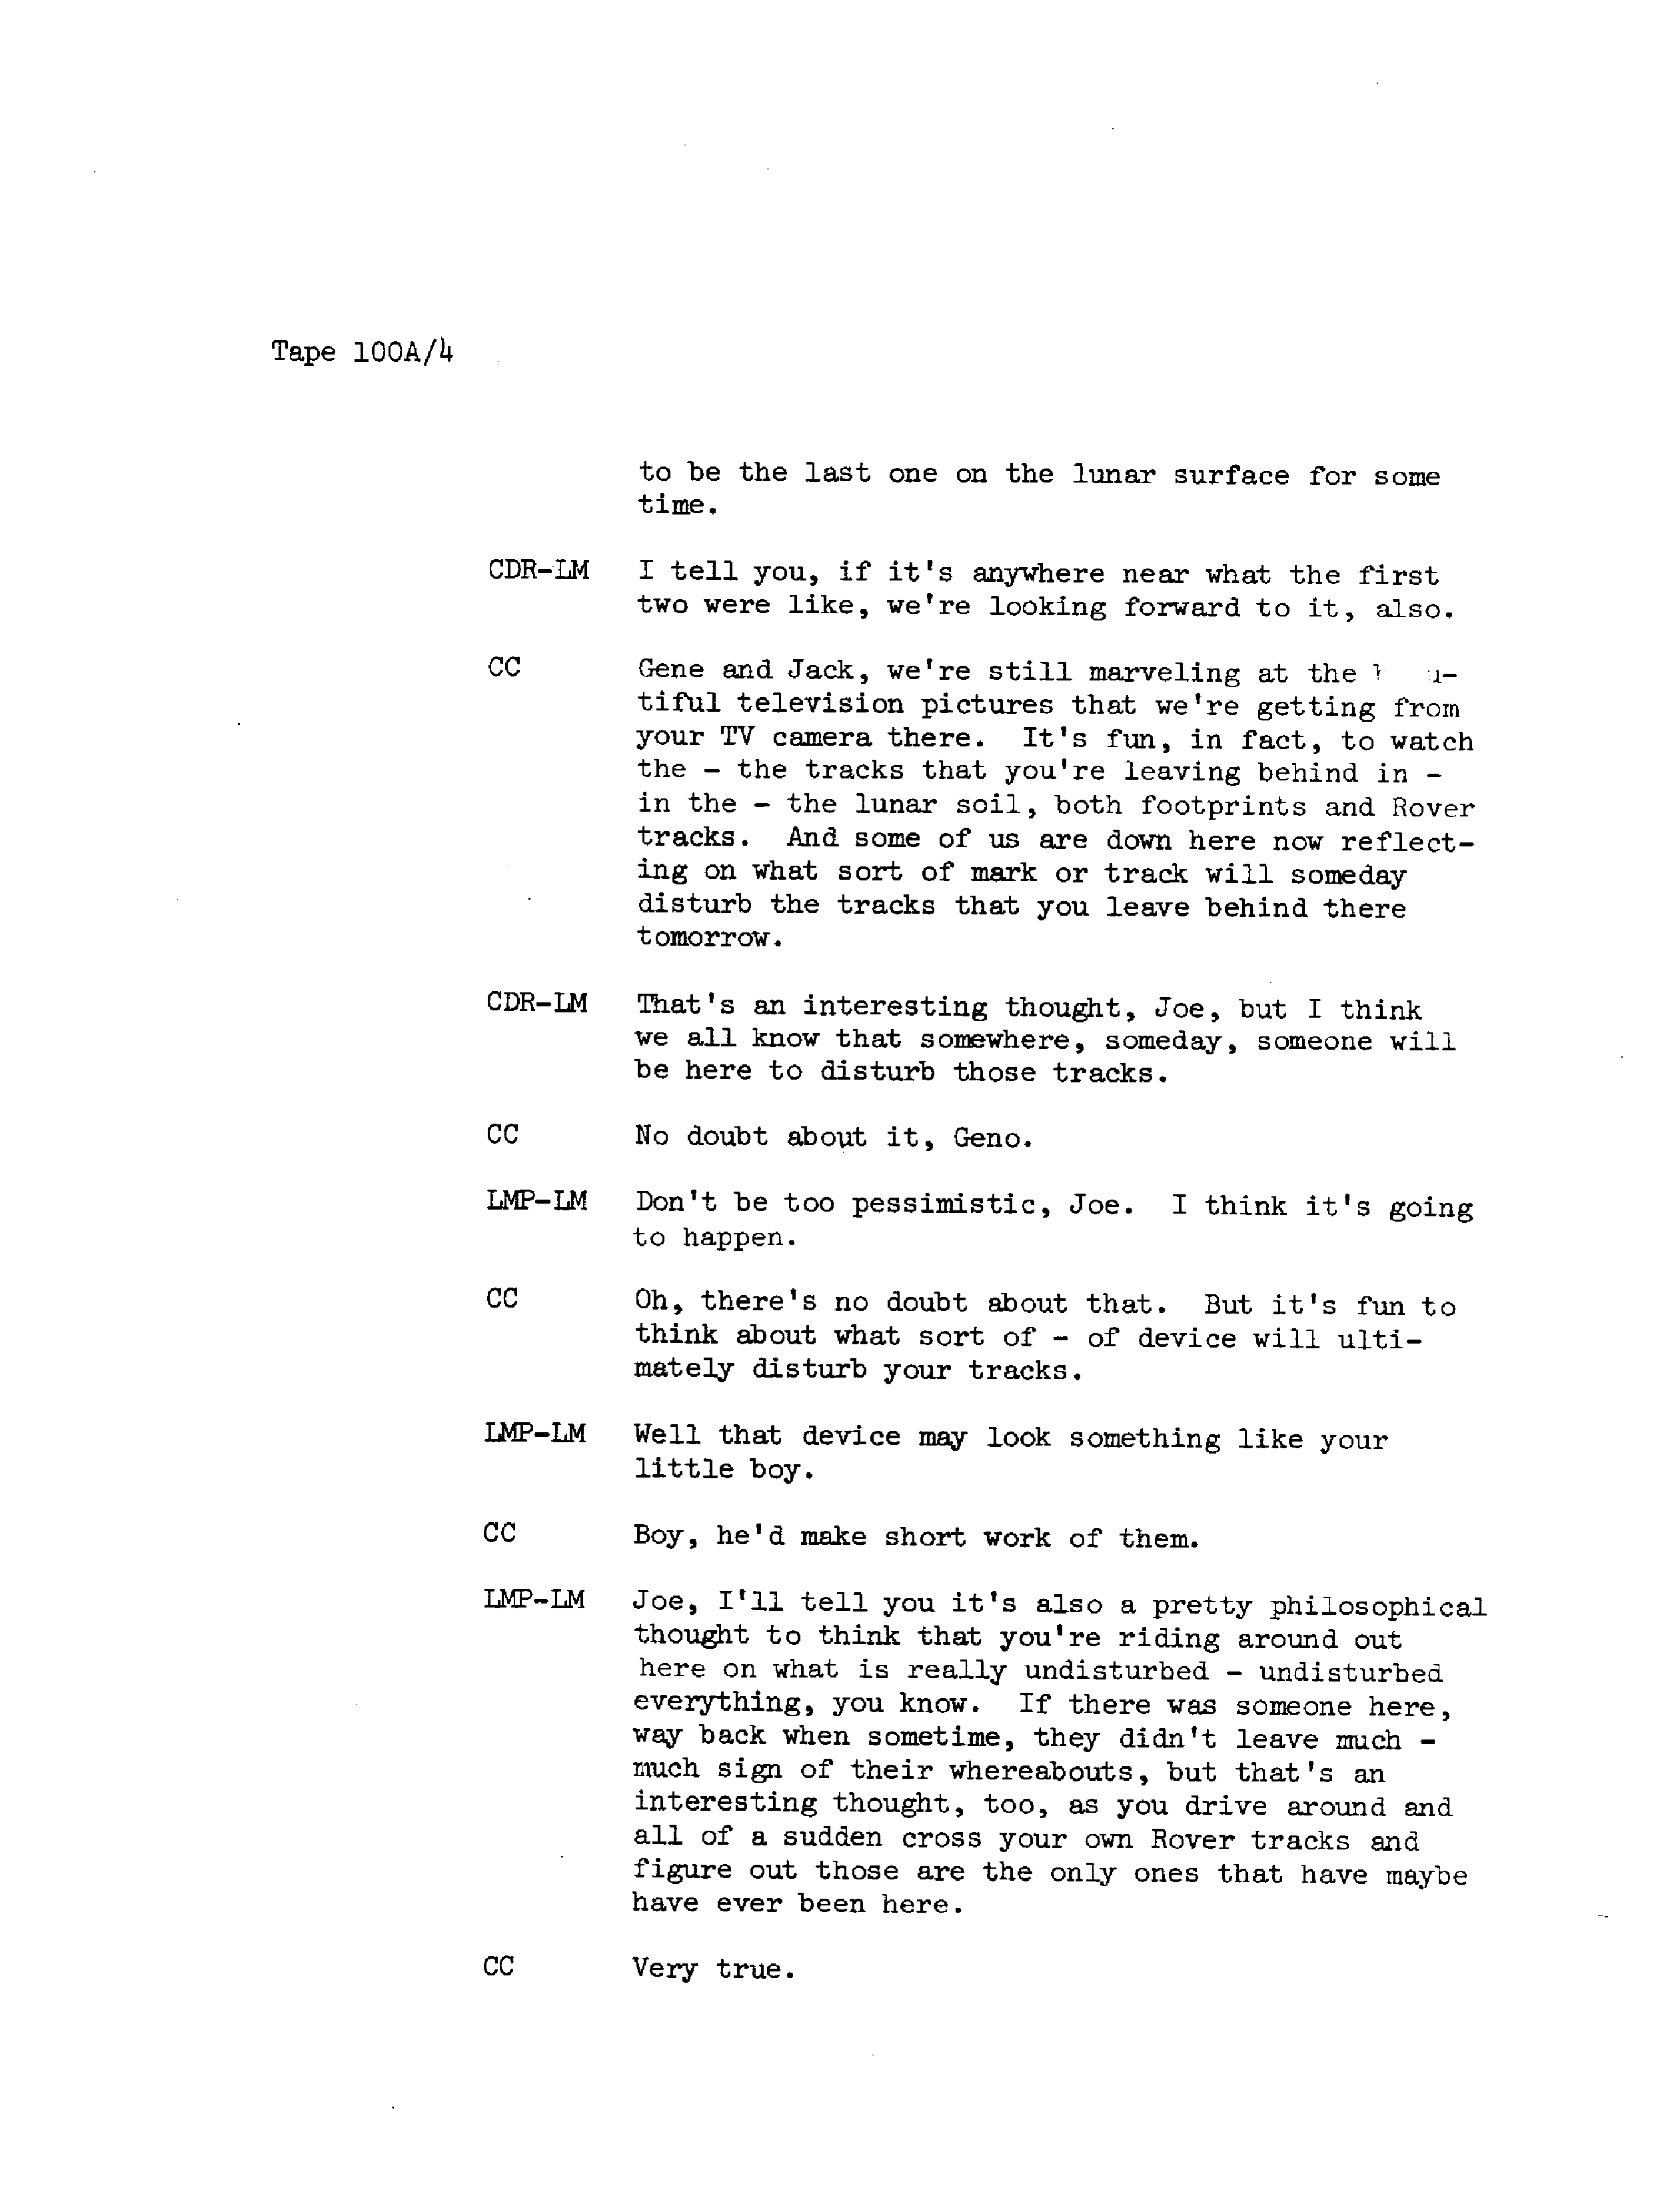 Tape 100A/4
to be the last one on the lunar surface for some
time.
CDR-LM I tell you, if it's anywhere near what the first
two were like, we're looking forward to it, also.
CC Gene and Jack, we're still marveling at the
tiful television pictures that we're getting from
your TV camera there. It's fun, in fact, to watch
the - the tracks that you're leaving behind in -
in the - the lunar soil, both footprints and Rover
tracks. And some of us are down here now reflect-
ing on what sort of mark or track will someday
disturb the tracks that you leave behind there
tomorrow.
CDR-LM That's an interesting thought, Joe, but I think
we all know that somewhere, someday, someone will
be here to disturb those tracks.
CC No doubt about it, Geno.
LMP-LM Don't be too pessimistic, Joe. I think it's going
to happen.
CC Oh, there's no doubt about that. But it's fun to
think about what sort of - of device will ulti-
mately disturb your tracks.
LMP-LM Well that device may look something like your
little boy.
CC Boy, he'd make short work of them.
LMP-LM Joe, I'll tell you it's also a pretty philosophical
thought to think that you're riding around out
here on what is really undisturbed - undisturbed
everything, you know. If there was someone here,
way back when sometime, they didn't leave much -
much sign of their whereabouts, but that's an
interesting thought, too, as you drive around and
all of a sudden cross your own Rover tracks and
figure out those are the only ones that have maybe
have ever been here.
CC Very true.